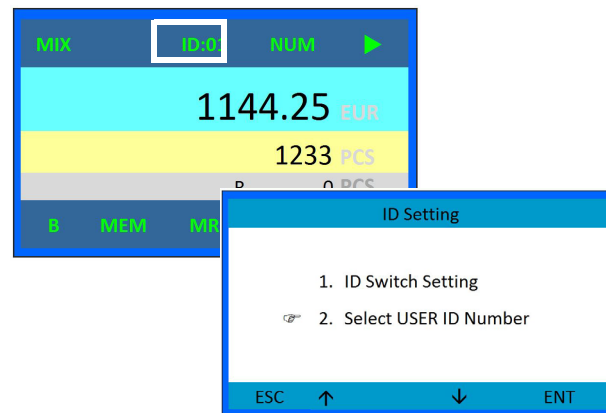 MIX ID:01 NUM ▶
1144.25 EUR
1233 PCS
0 PCS
B MEM MR
ID Setting
1. ID Switch Setting
☞ 2. Select USER ID Number
ESC ↑ ↓ ENT